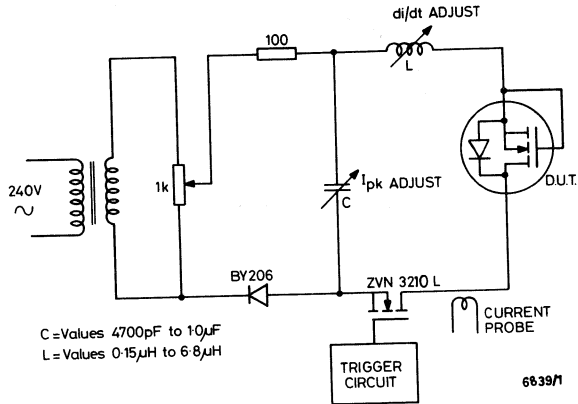 di/dt ADJUST
100
L
240V
1k
Ipk ADJUST
C
D.U.T.
BY206
ZVN 3210 L
CURRENT
PROBE
C = Values 4700pF to 1·0µF
L = Values 0·15µH to 6·8µH
TRIGGER
CIRCUIT
6839/1